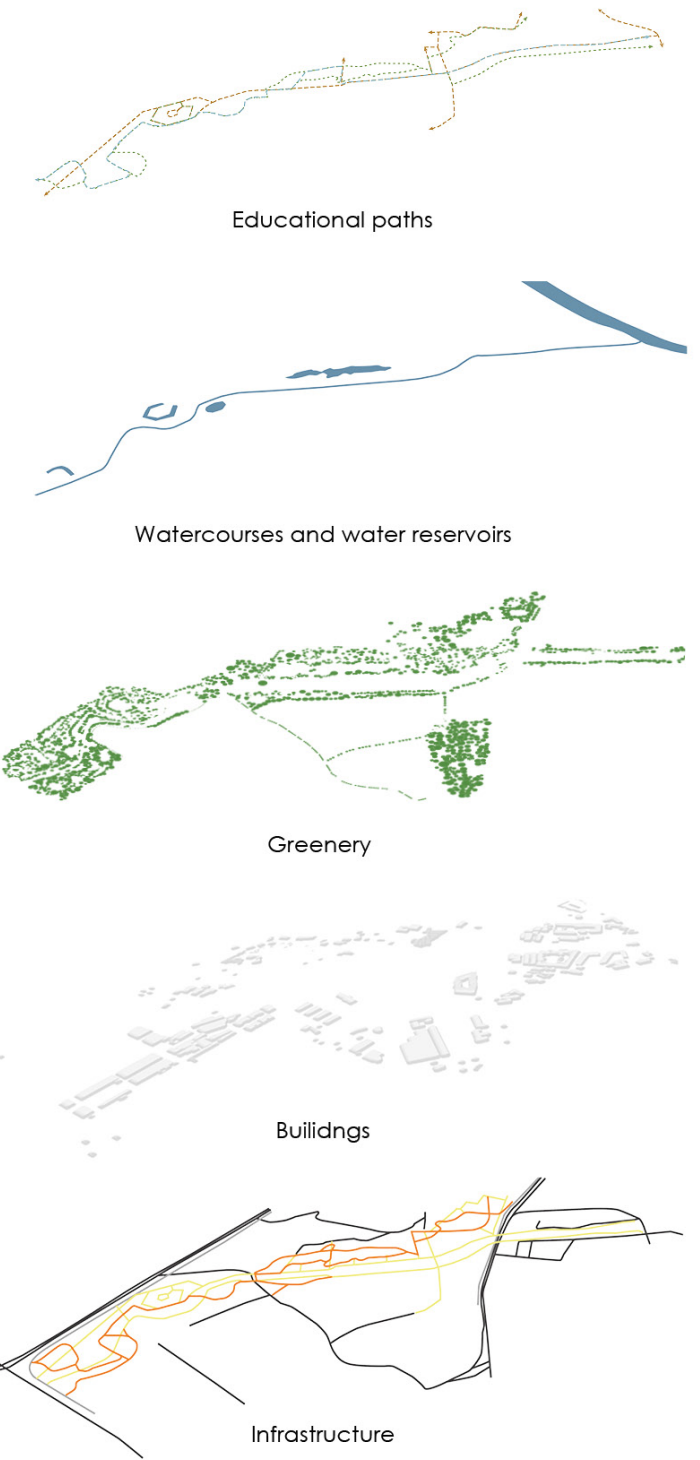 Educational paths
Watercourses and water reservoirs
Greenery
Builidngs
Infrastructure